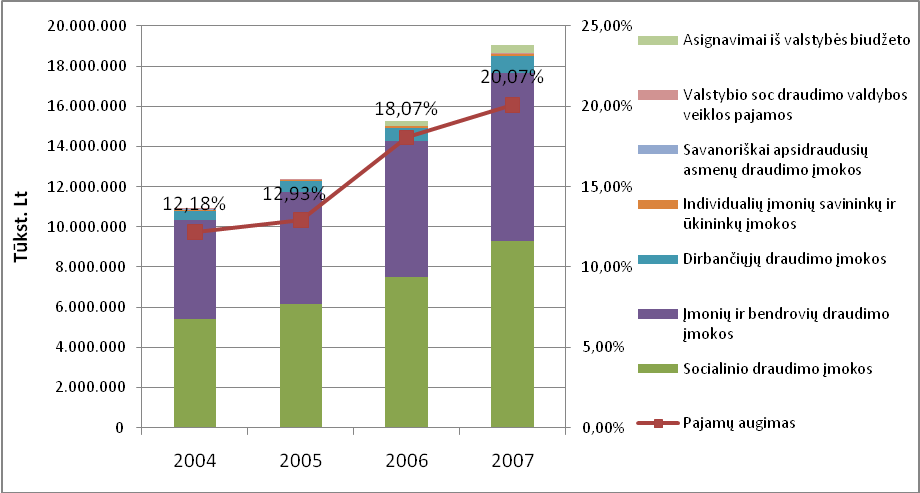 20.000.000
18.000.000
16.000.000
14.000.000
12.000.000
10.000.000
8.000.000
6.000.000
4.000.000
2.000.000
0
Tūkst. Lt
12,18%
12,93%
18,07%
20,07%
25,00%
20,00%
15,00%
10,00%
5,00%
0,00%
2004
2005
2006
2007
Asignavimai iš valstybės biudžeto
Valstybio soc draudimo valdybos
veiklos pajamos
Savanoriškai apsidraudusių
asmenų draudimo įmokos
Individualių įmonių savininkų ir
ūkininkų įmokos
Dirbančiųjų draudimo įmokos
Įmonių ir bendrovių draudimo
įmokos
Socialinio draudimo įmokos
Pajamų augimas